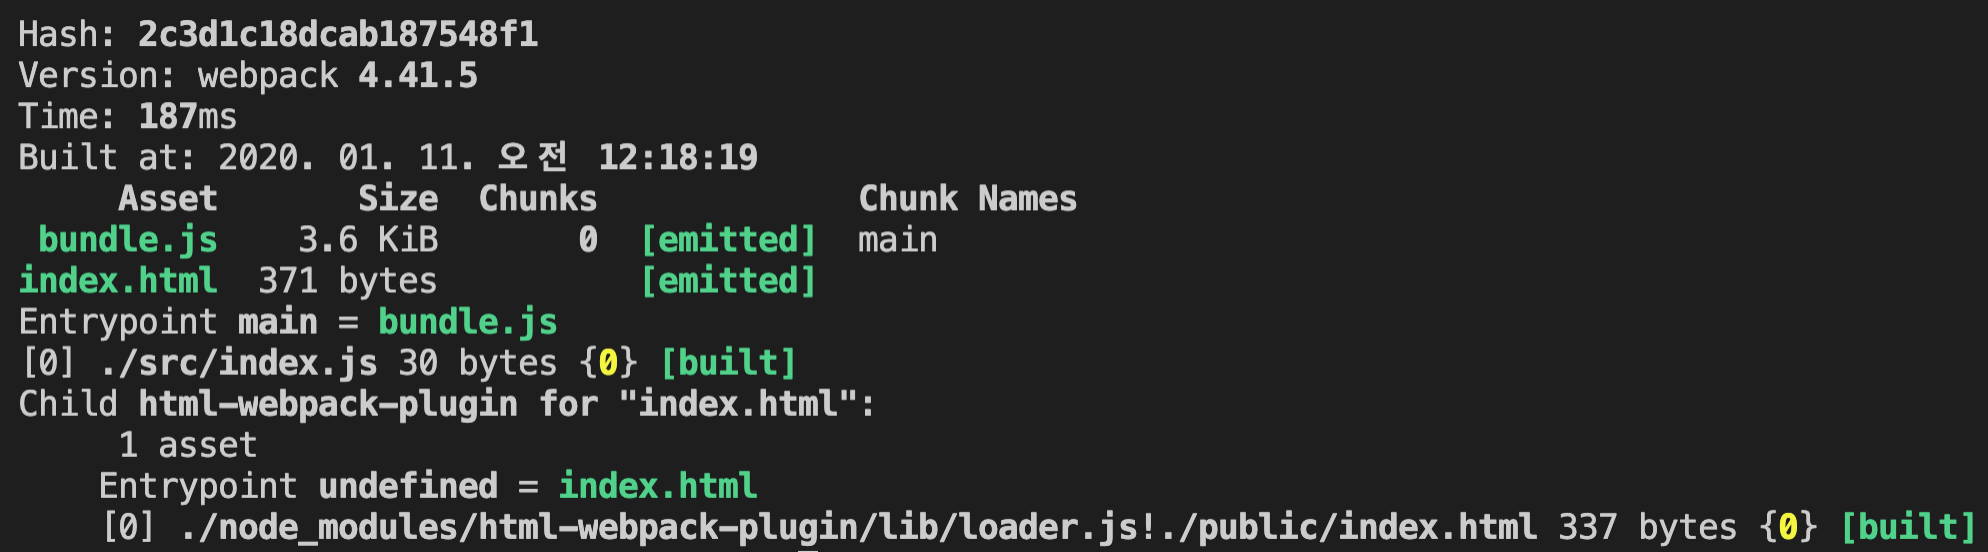 Hash: 2c3d1c18dcab187548f1
Version: webpack 4.41.5
Time: 187ms
Built at: 2020. 01. 11. 오전 12:18:19
Asset Size Chunks Chunk Names
bundle.js 3.6 KiB 0 [emitted] main
index.html 371 bytes [emitted]
Entrypoint main = bundle.js
[0] ./src/index.js 30 bytes {0} [built]
Child html-webpack-plugin for "index.html":
1 asset
Entrypoint undefined = index.html
[0] ./node_modules/html-webpack-plugin/lib/loader.js!./public/index.html 337 bytes {0} [built]